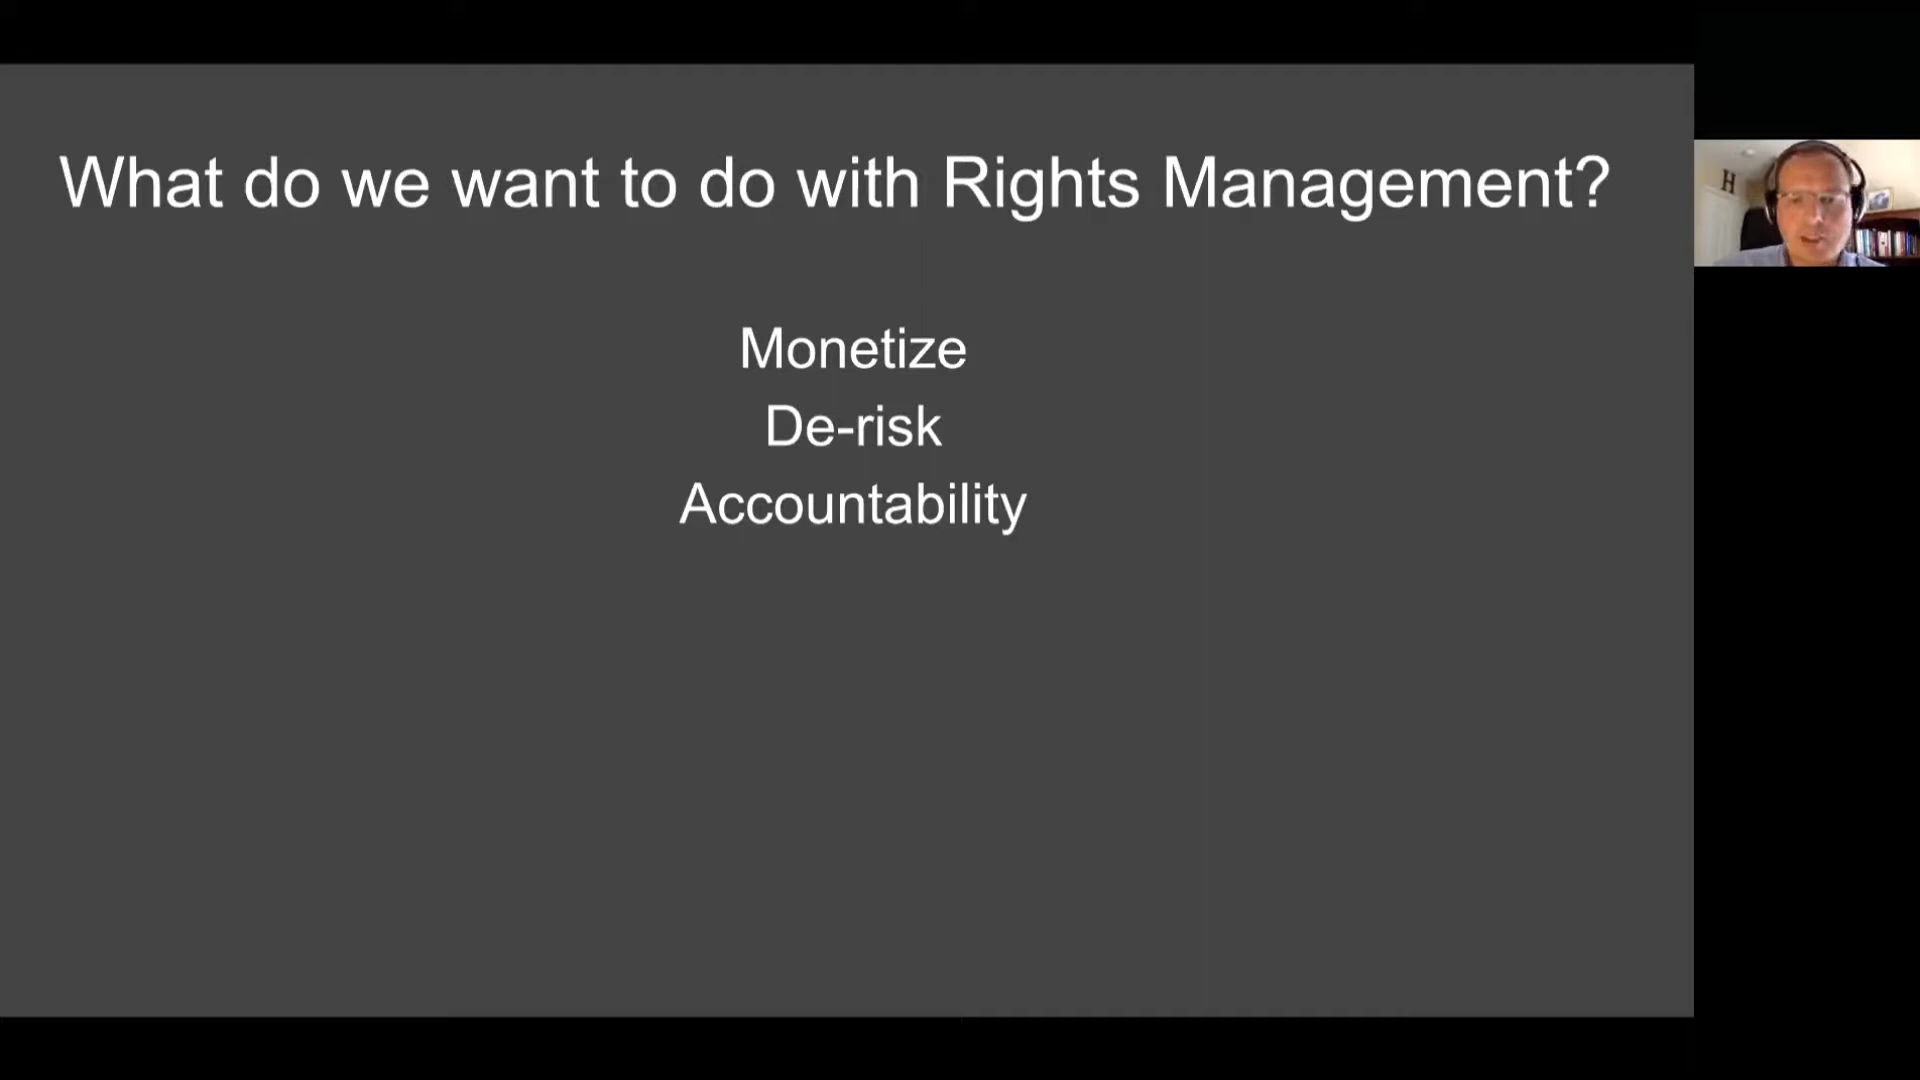 What do we want to do with Rights Management?
H
Monetize
De-risk
Accountability